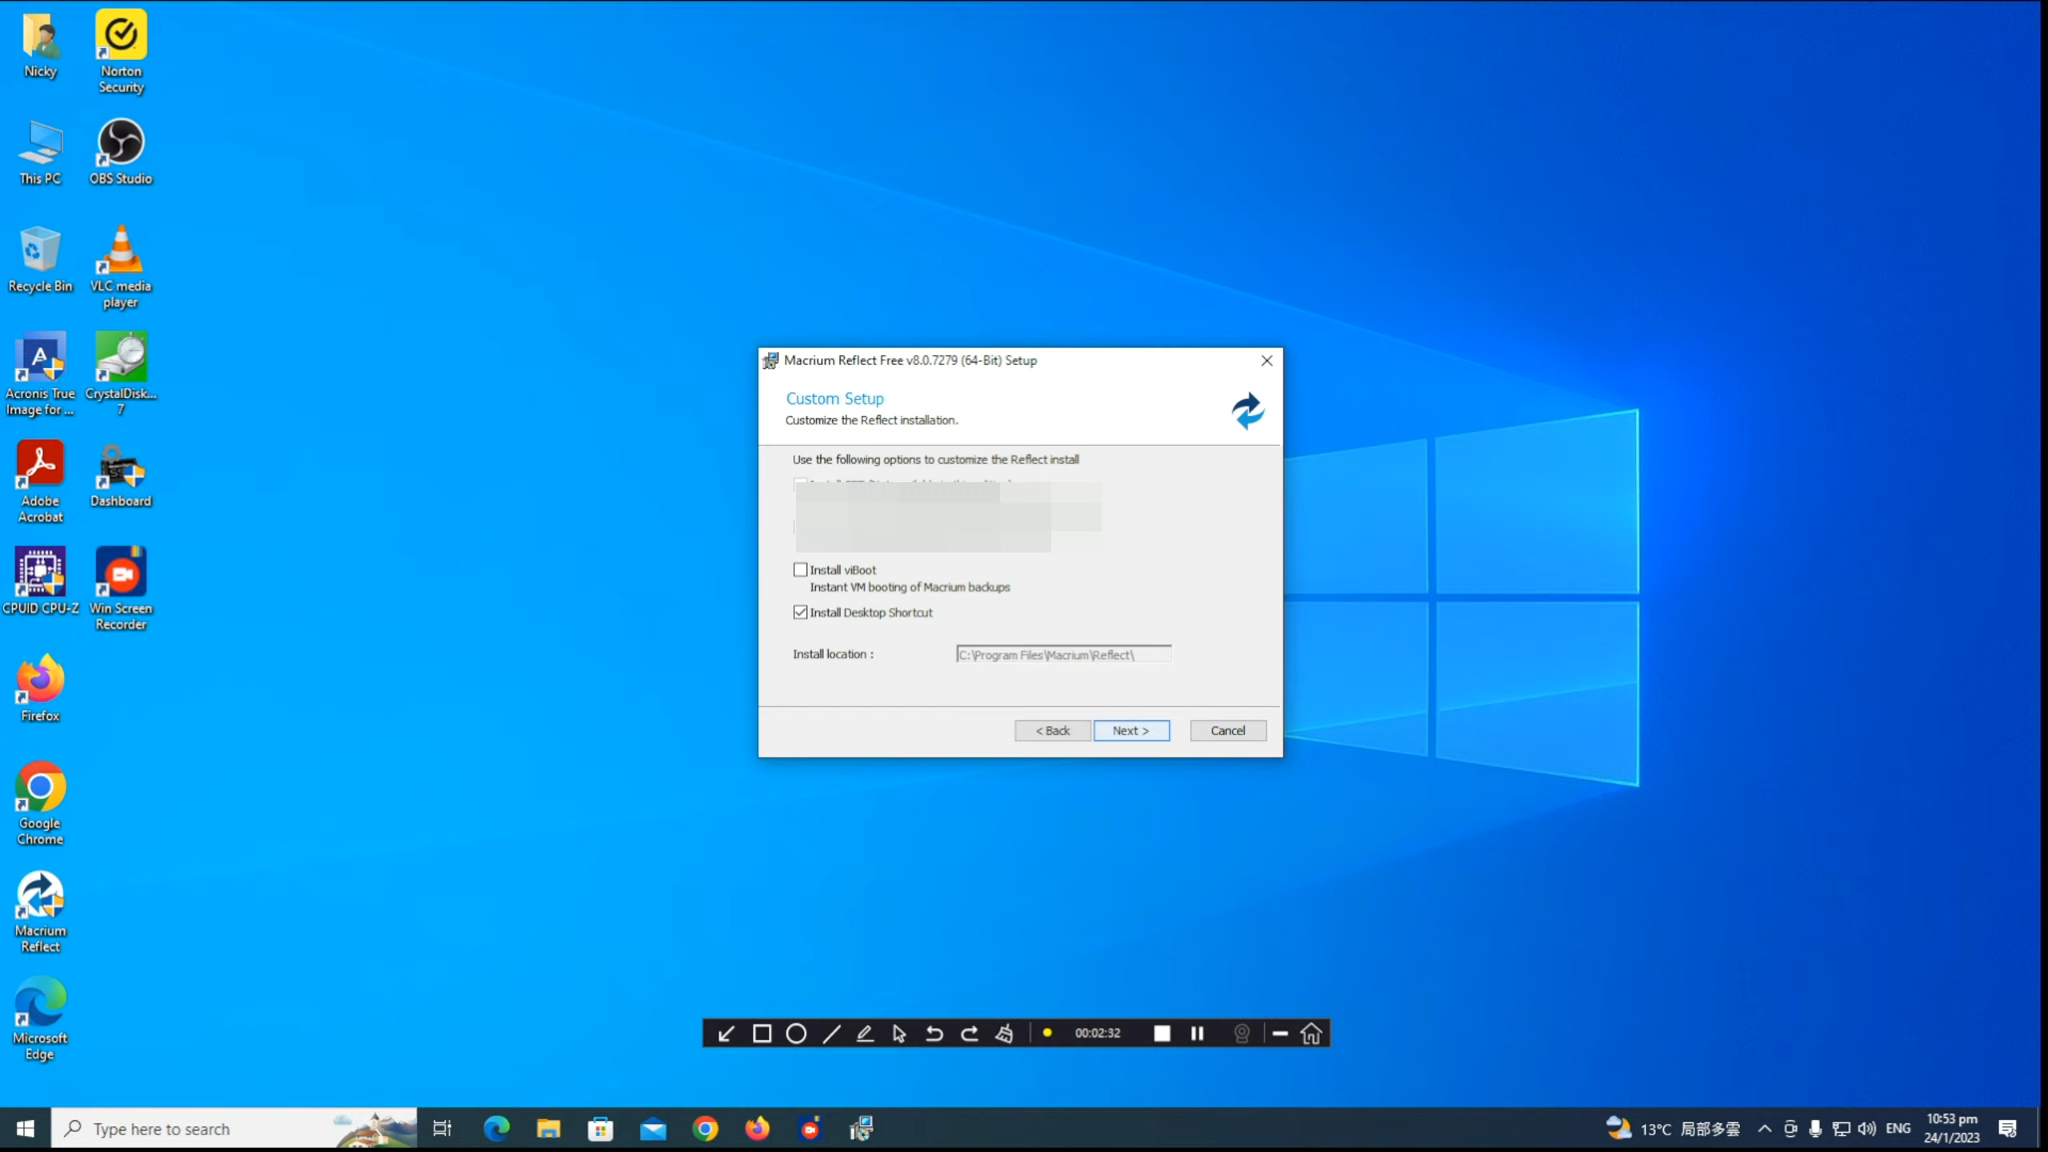 Nicky
Norton
Security
This PC
OBS Studio
Recycle Bin
VLC media
player
Acronis True
Image for ...
CrystalDisk...
7
Adobe
Acrobat
Dashboard
CPUID CPU-Z
Win Screen
Recorder
Firefox
Google
Chrome
Macrium
Reflect
Microsoft
Edge
Macrium Reflect Free v8.0.7279 (64-Bit) Setup
Custom Setup
Customize the Reflect installation.
Use the following options to customize the Reflect install
Install viBoot
Instant VM booting of Macrium backups
Install Desktop Shortcut
Install location :
C:\Program Files\Macrium\Reflect\
< Back
Next >
Cancel
00:02:32
Type here to search
13°C 局部多雲
ENG
10:53 pm
24/1/2023